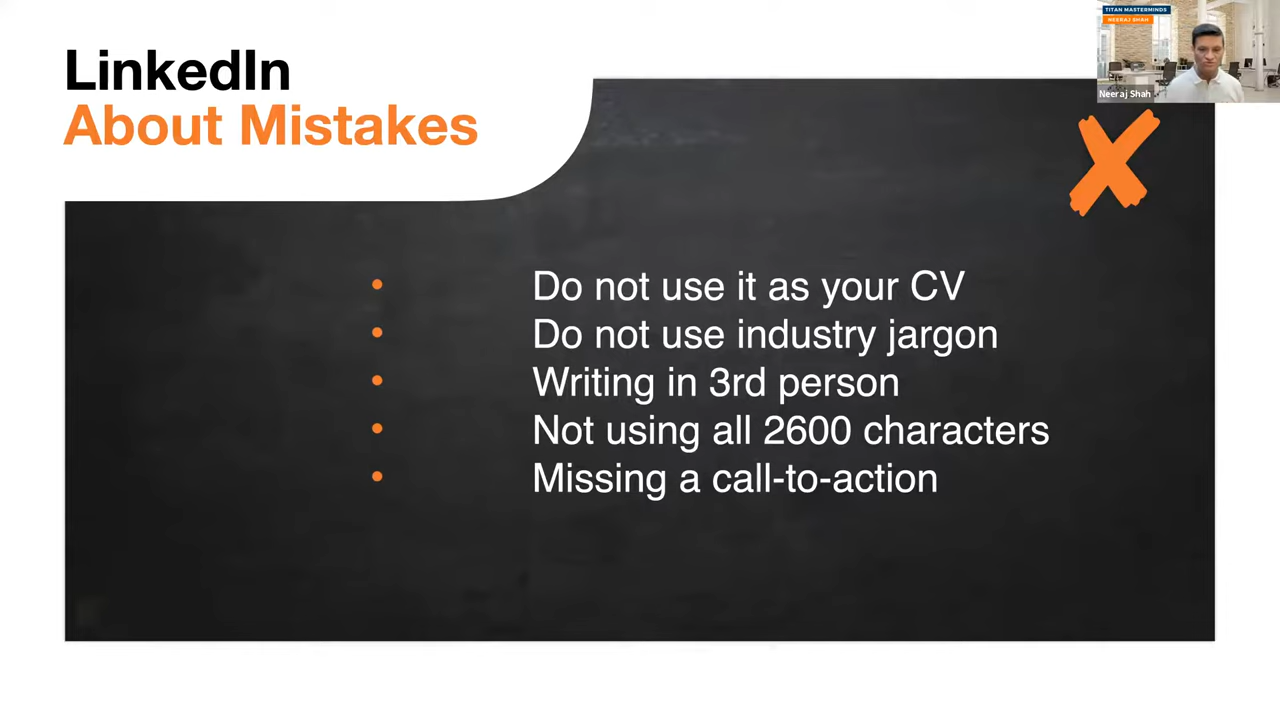 LinkedIn
About Mistakes
TITAN MASTERMINDS
NEERAJ SHAH
Neeraj Shah
• Do not use it as your CV
• Do not use industry jargon
• Writing in 3rd person
• Not using all 2600 characters
• Missing a call-to-action